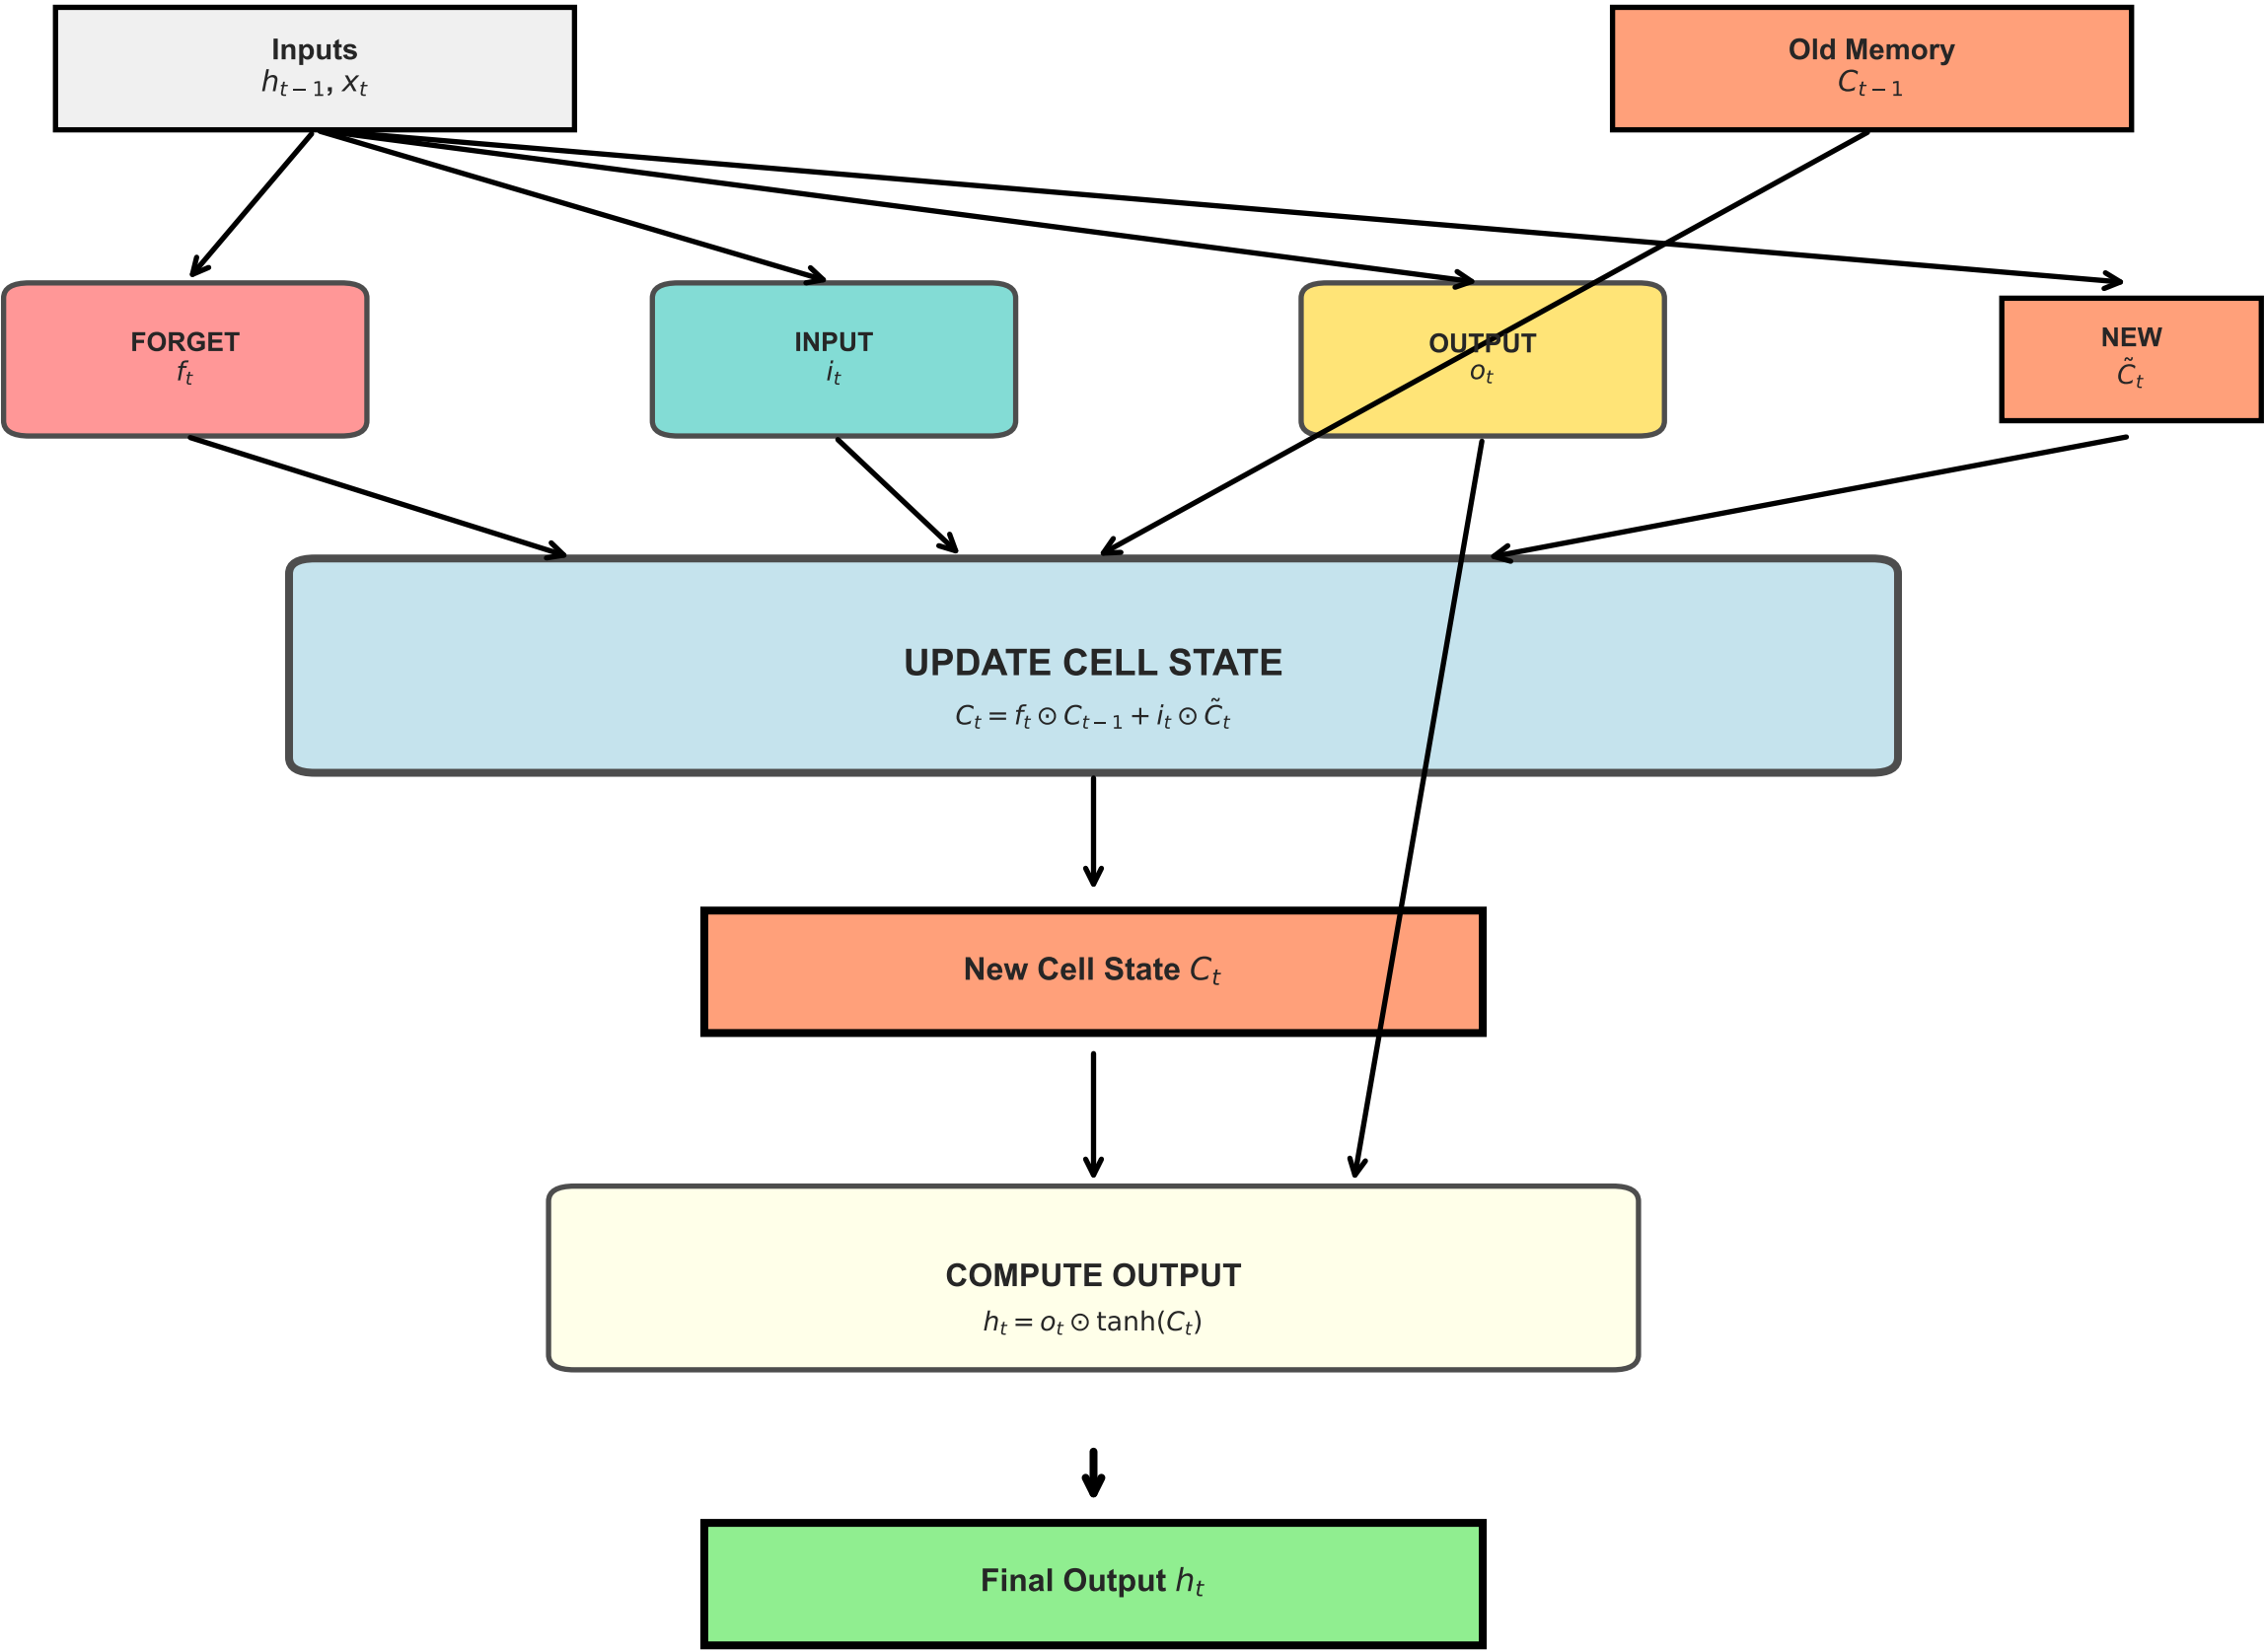 Inputs
h_{t−1}, x_t
Old Memory
C_{t−1}
FORGET
f_t
INPUT
i_t
OUTPUT
o_t
NEW
C̃_t
UPDATE CELL STATE
C_t = f_t ⊙ C_{t−1} + i_t ⊙ C̃_t
New Cell State C_t
COMPUTE OUTPUT
h_t = o_t ⊙ tanh(C_t)
Final Output h_t